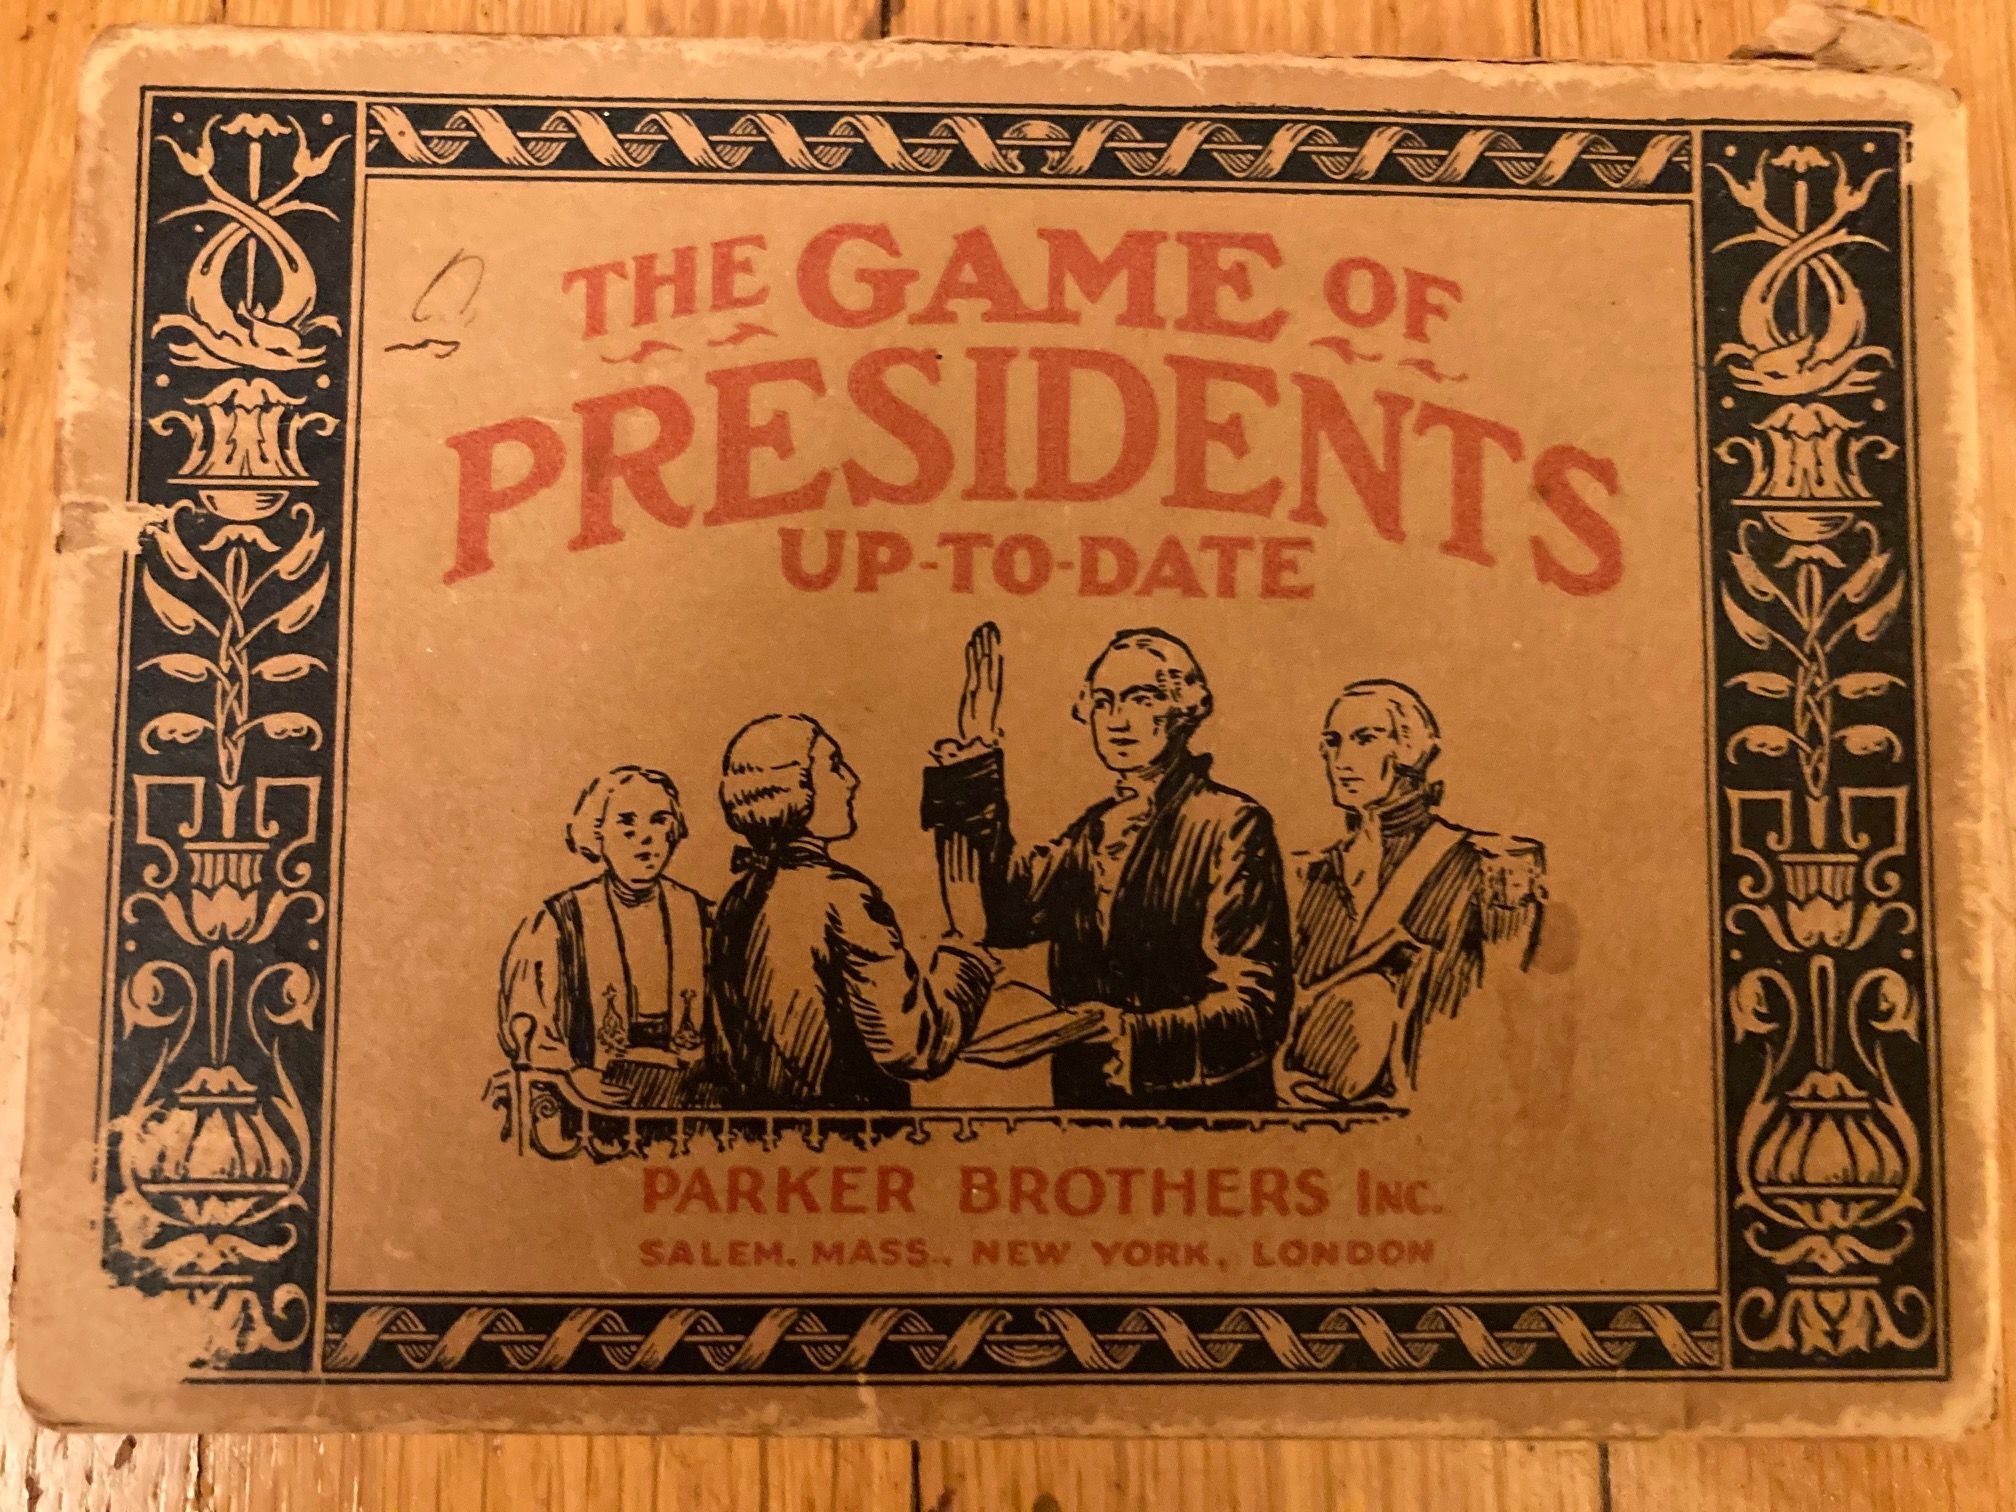 THE GAME OF
PRESIDENTS
UP-TO-DATE
PARKER BROTHERS INC.
SALEM, MASS., NEW YORK, LONDON